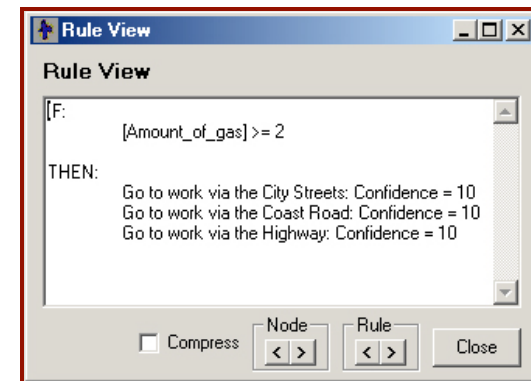 Rule View
Rule View
IF:
[Amount_of_gas] >= 2
THEN:
Go to work via the City Streets: Confidence = 10
Go to work via the Coast Road: Confidence = 10
Go to work via the Highway: Confidence = 10
Compress
Node
< >
Rule
< >
Close